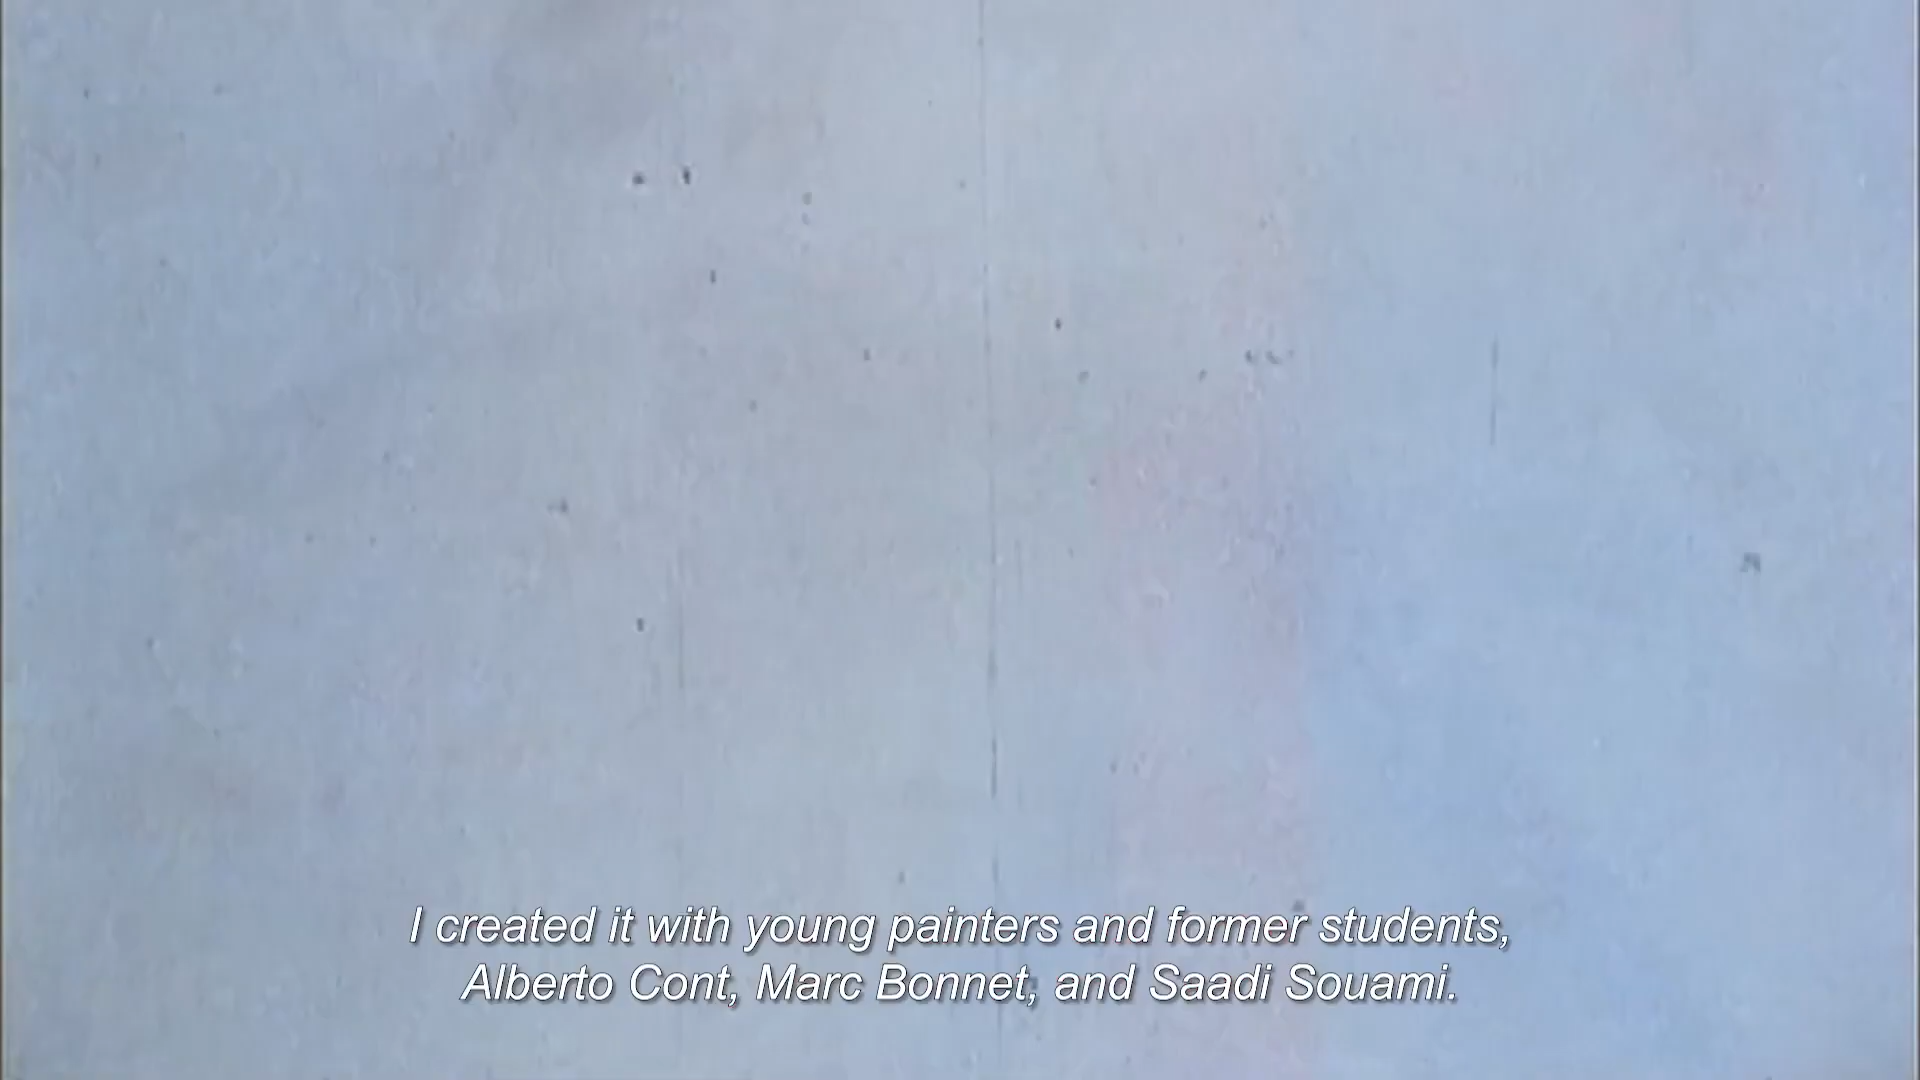 I created it with young painters and former students,
Alberto Cont, Marc Bonnet, and Saadi Souami.